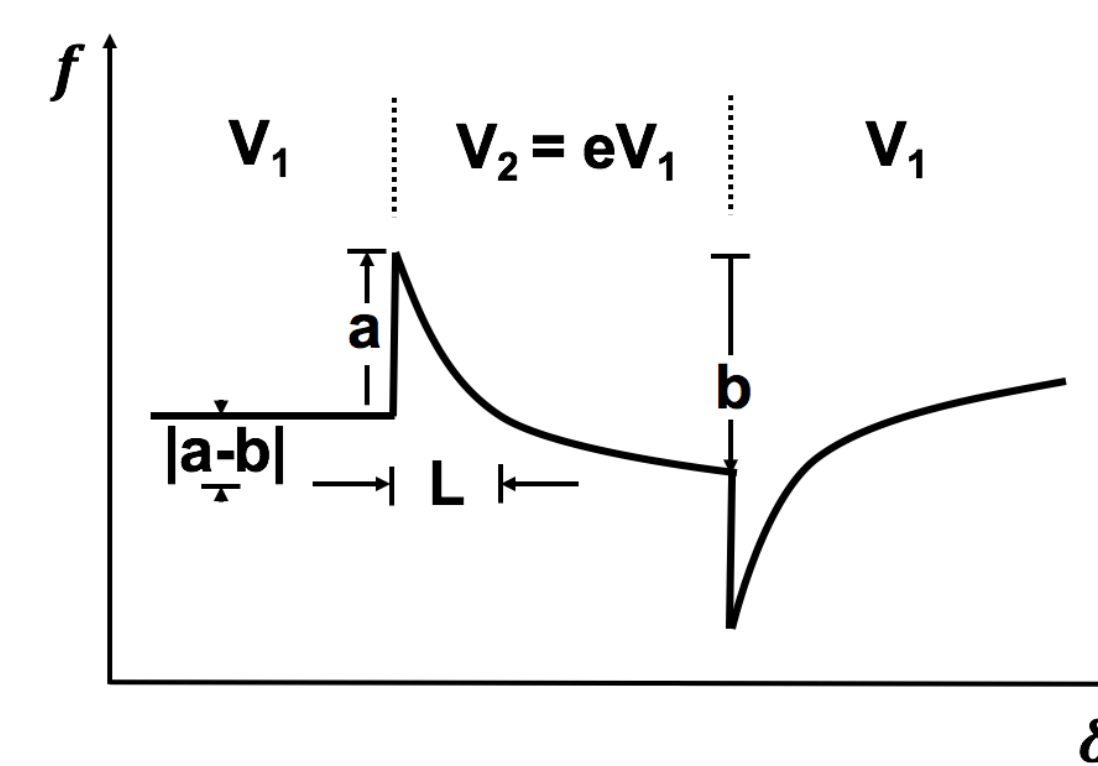 f
V₁
V₂ = eV₁
V₁
a
b
|a-b|
L
δ